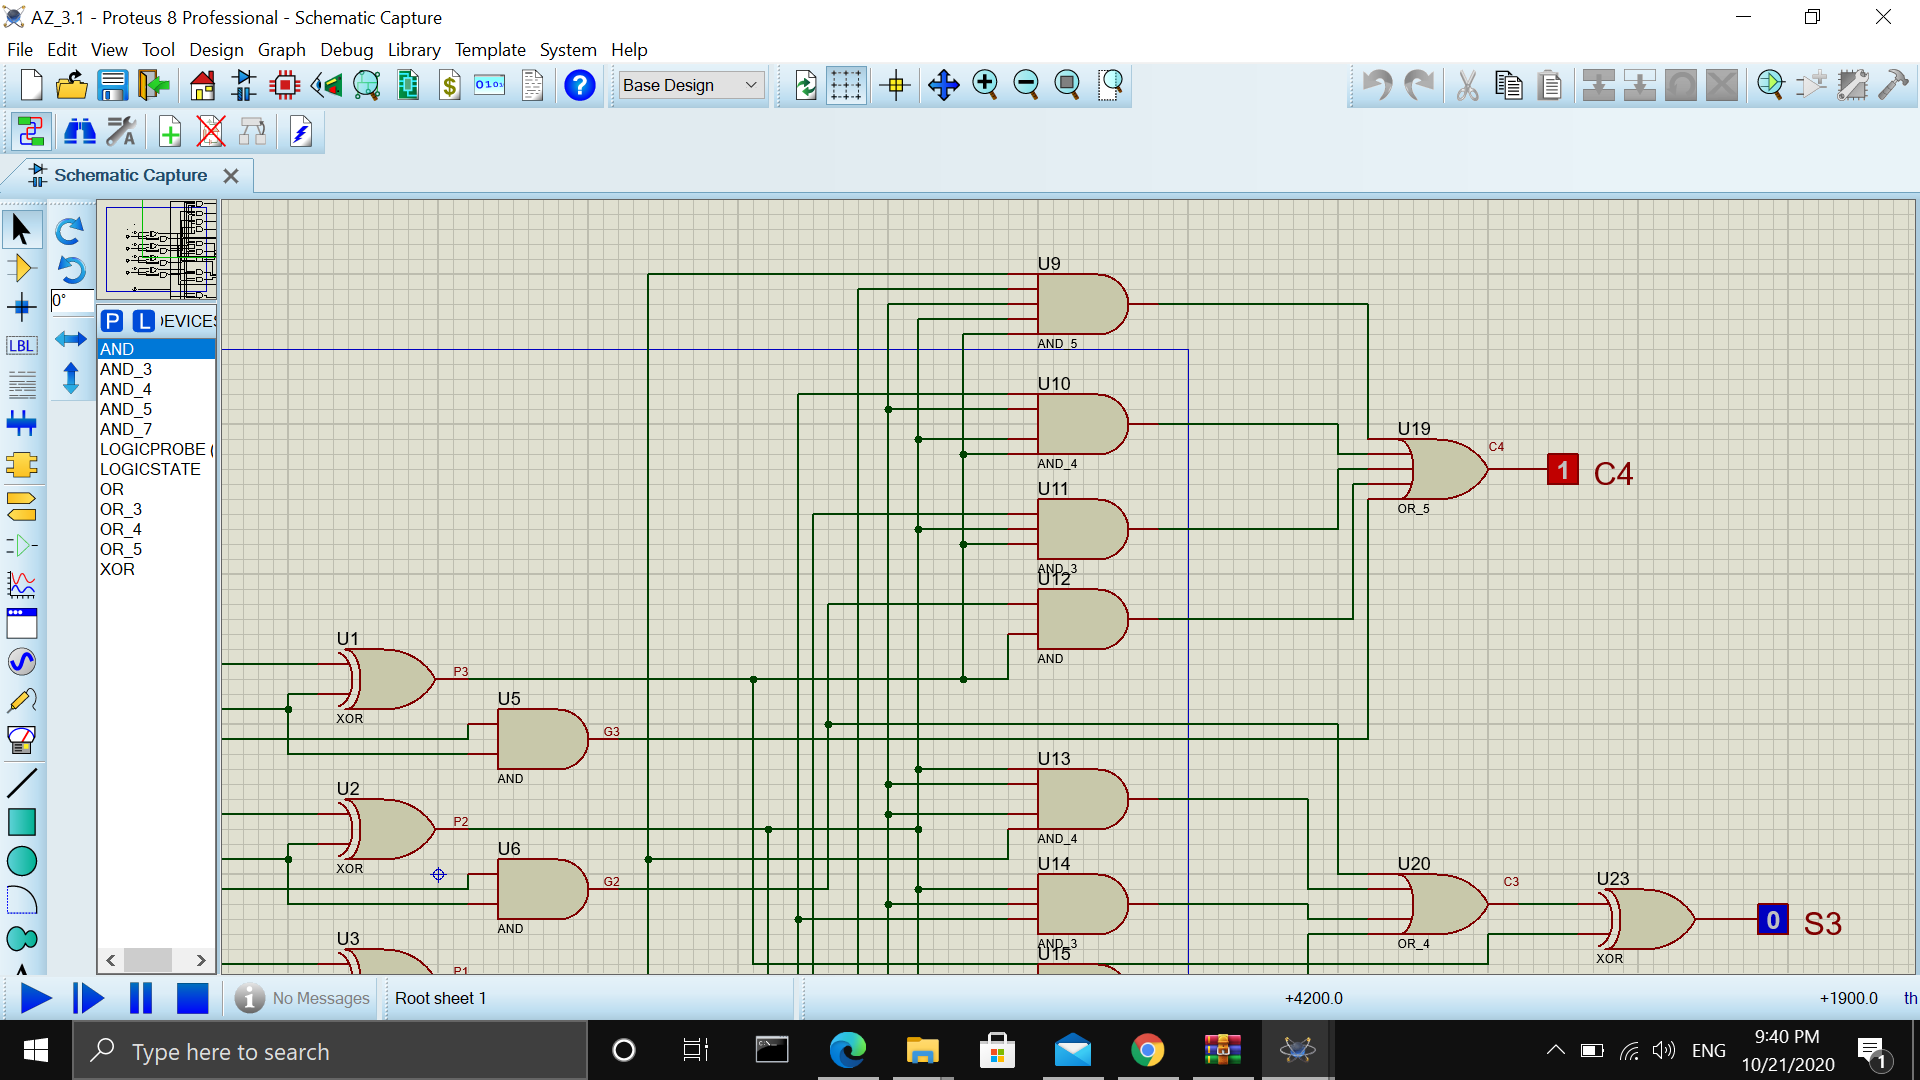 AZ_3.1 - Proteus 8 Professional - Schematic Capture
File Edit View Tool Design Graph Debug Library Template System Help
$ 0101 ? Base Design
Schematic Capture
0°
P L EVICES
LBL
AND
AND_3
AND_4
AND_5
AND_7
LOGICPROBE (
LOGICSTATE
OR
OR_3
OR_4
OR_5
XOR
A
U9
AND_5
U10
AND_4
U11
AND_3
U12
AND
U19
OR_5
C4
1 C4
U1
XOR
P3
U5
AND
G3
U2
XOR
P2
U6
AND
G2
U3
P1
U13
AND_4
U14
AND_3
U15
U20
OR_4
C3
U23
XOR
0 S3
No Messages Root sheet 1 +4200.0 +1900.0 th
Type here to search
ENG
9:40 PM
10/21/2020
1